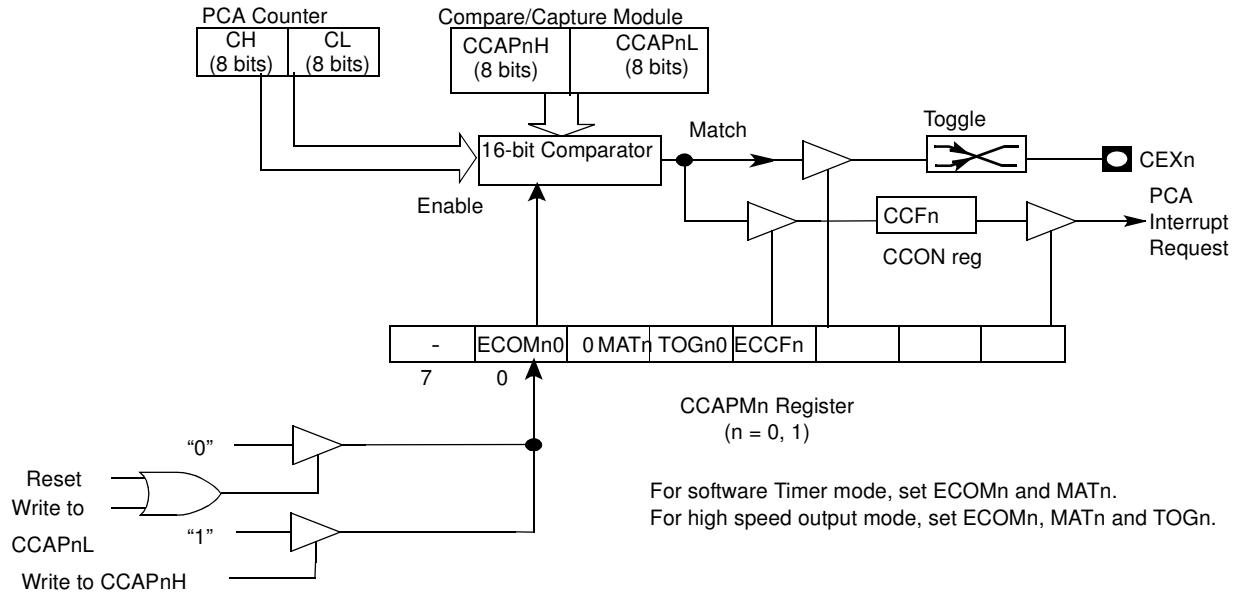 PCA Counter
CH
(8 bits)
CL
(8 bits)
Compare/Capture Module
CCAPnH
(8 bits)
CCAPnL
(8 bits)
16-bit Comparator
Match
Toggle
CEXn
Enable
CCFn
CCON reg
PCA
Interrupt
Request
- ECOMn0 0 MATn TOGn0 ECCFn
7 0
CCAPMn Register
(n = 0, 1)
“0”
Reset
Write to
“1”
CCAPnL
Write to CCAPnH
For software Timer mode, set ECOMn and MATn.
For high speed output mode, set ECOMn, MATn and TOGn.